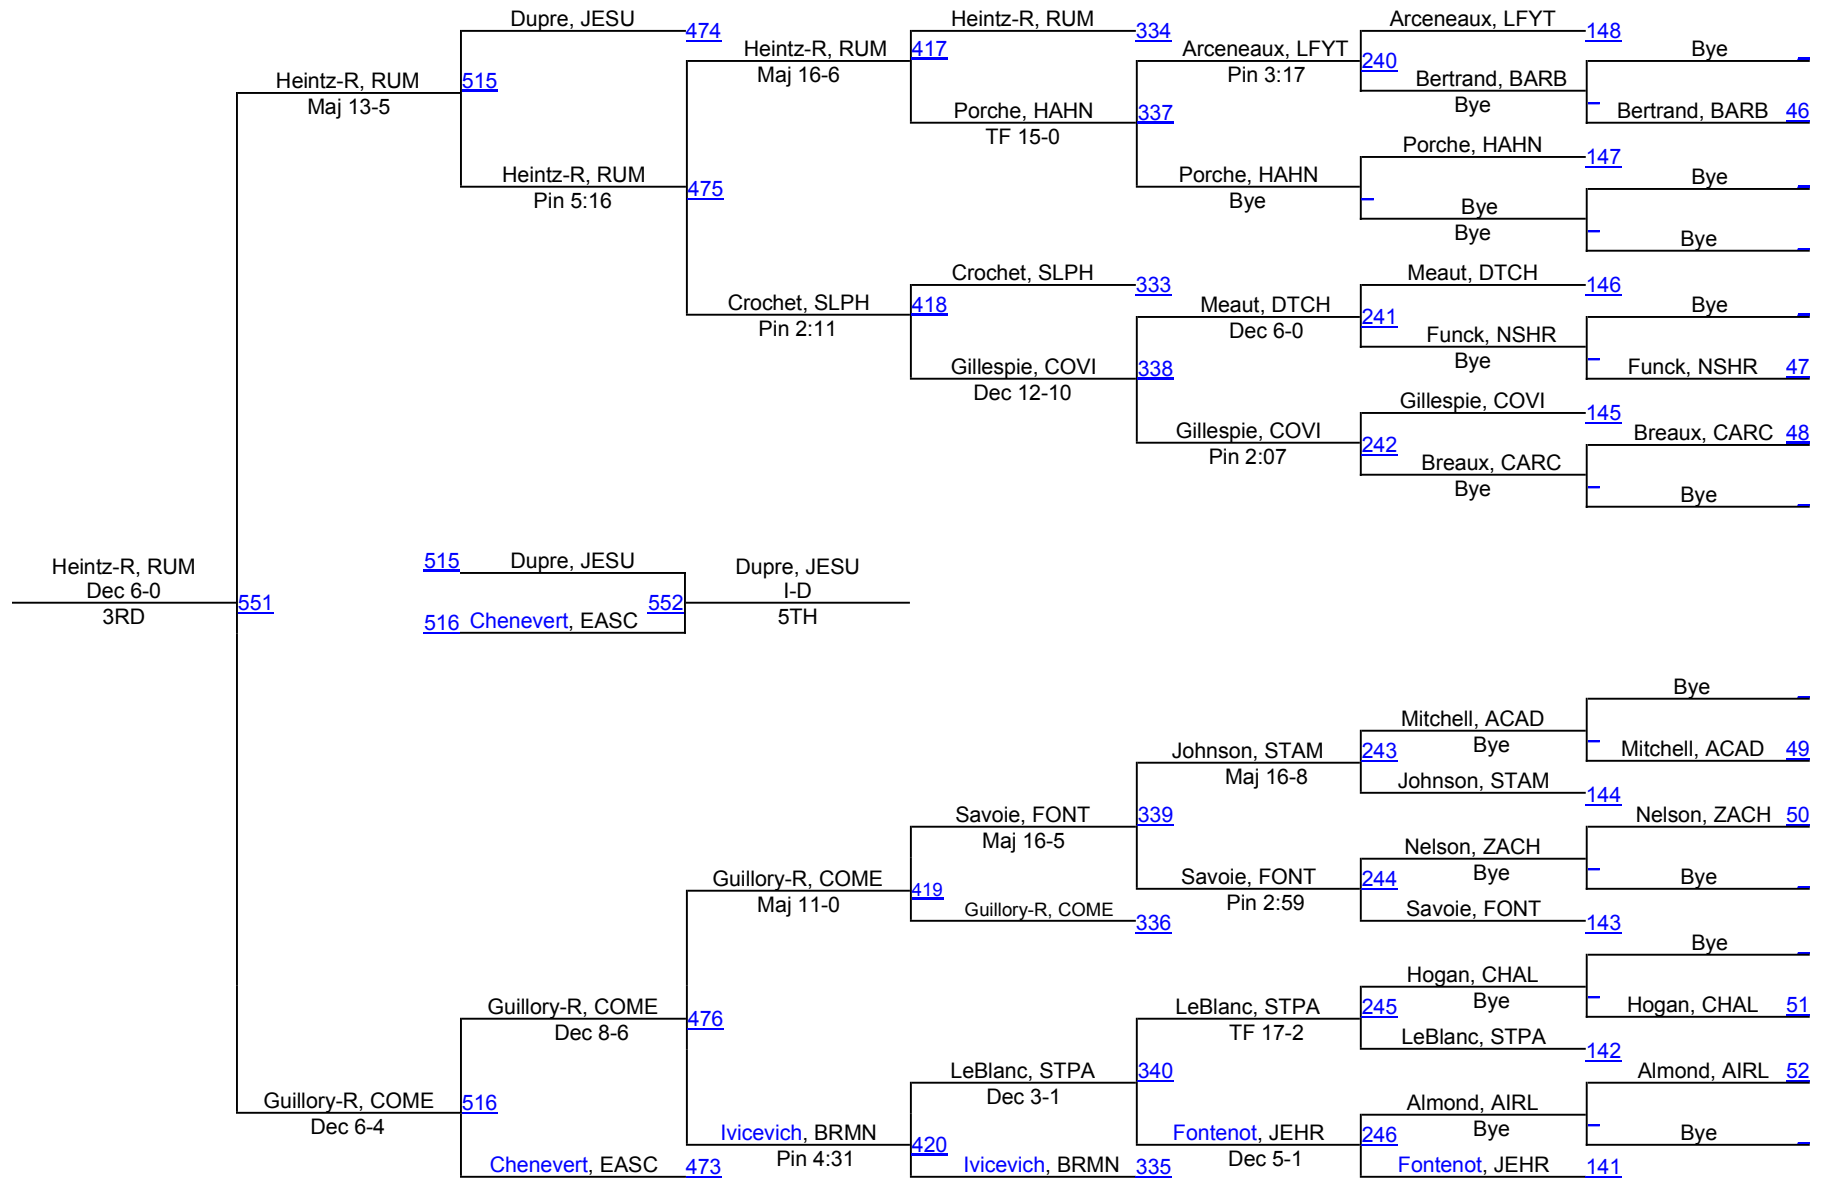 Dupre, JESU 474
Heintz-R, RUM 334
Arceneaux, LFYT 148
Heintz-R, RUM 417
Maj 16-6
Arceneaux, LFYT 240
Pin 3:17
Bye
Heintz-R, RUM 515
Maj 13-5
Bertrand, BARB
Bye
Porche, HAHN 337
TF 15-0
Bertrand, BARB 46
Porche, HAHN 147
Heintz-R, RUM 475
Pin 5:16
Porche, HAHN
Bye
Bye
Bye
Bye
Bye
Crochet, SLPH 333
Meaut, DTCH 146
Crochet, SLPH 418
Pin 2:11
Meaut, DTCH 241
Dec 6-0
Bye
Funck, NSHR
Bye
Gillespie, COVI 338
Dec 12-10
Funck, NSHR 47
Gillespie, COVI 145
Gillespie, COVI 242
Pin 2:07
Breaux, CARC 48
Breaux, CARC
Bye
Bye
Heintz-R, RUM
Dec 6-0
3RD
551
515 Dupre, JESU
552
516 Chenevert, EASC
Dupre, JESU
I-D
5TH
Bye
Mitchell, ACAD
Bye
Johnson, STAM 243
Maj 16-8
Mitchell, ACAD 49
Johnson, STAM 144
Savoie, FONT 339
Maj 16-5
Nelson, ZACH 50
Nelson, ZACH
Bye
Guillory-R, COME 419
Maj 11-0
Savoie, FONT 244
Pin 2:59
Bye
Guillory-R, COME 336
Savoie, FONT 143
Bye
Hogan, CHAL
Bye
Guillory-R, COME 476
Dec 8-6
LeBlanc, STPA 245
TF 17-2
Hogan, CHAL 51
LeBlanc, STPA 142
LeBlanc, STPA 340
Dec 3-1
Almond, AIRL 52
Guillory-R, COME 516
Dec 6-4
Almond, AIRL
Bye
Ivicevich, BRMN 420
Pin 4:31
Fontenot, JEHR 246
Dec 5-1
Bye
Chenevert, EASC 473
Ivicevich, BRMN 335
Fontenot, JEHR 141